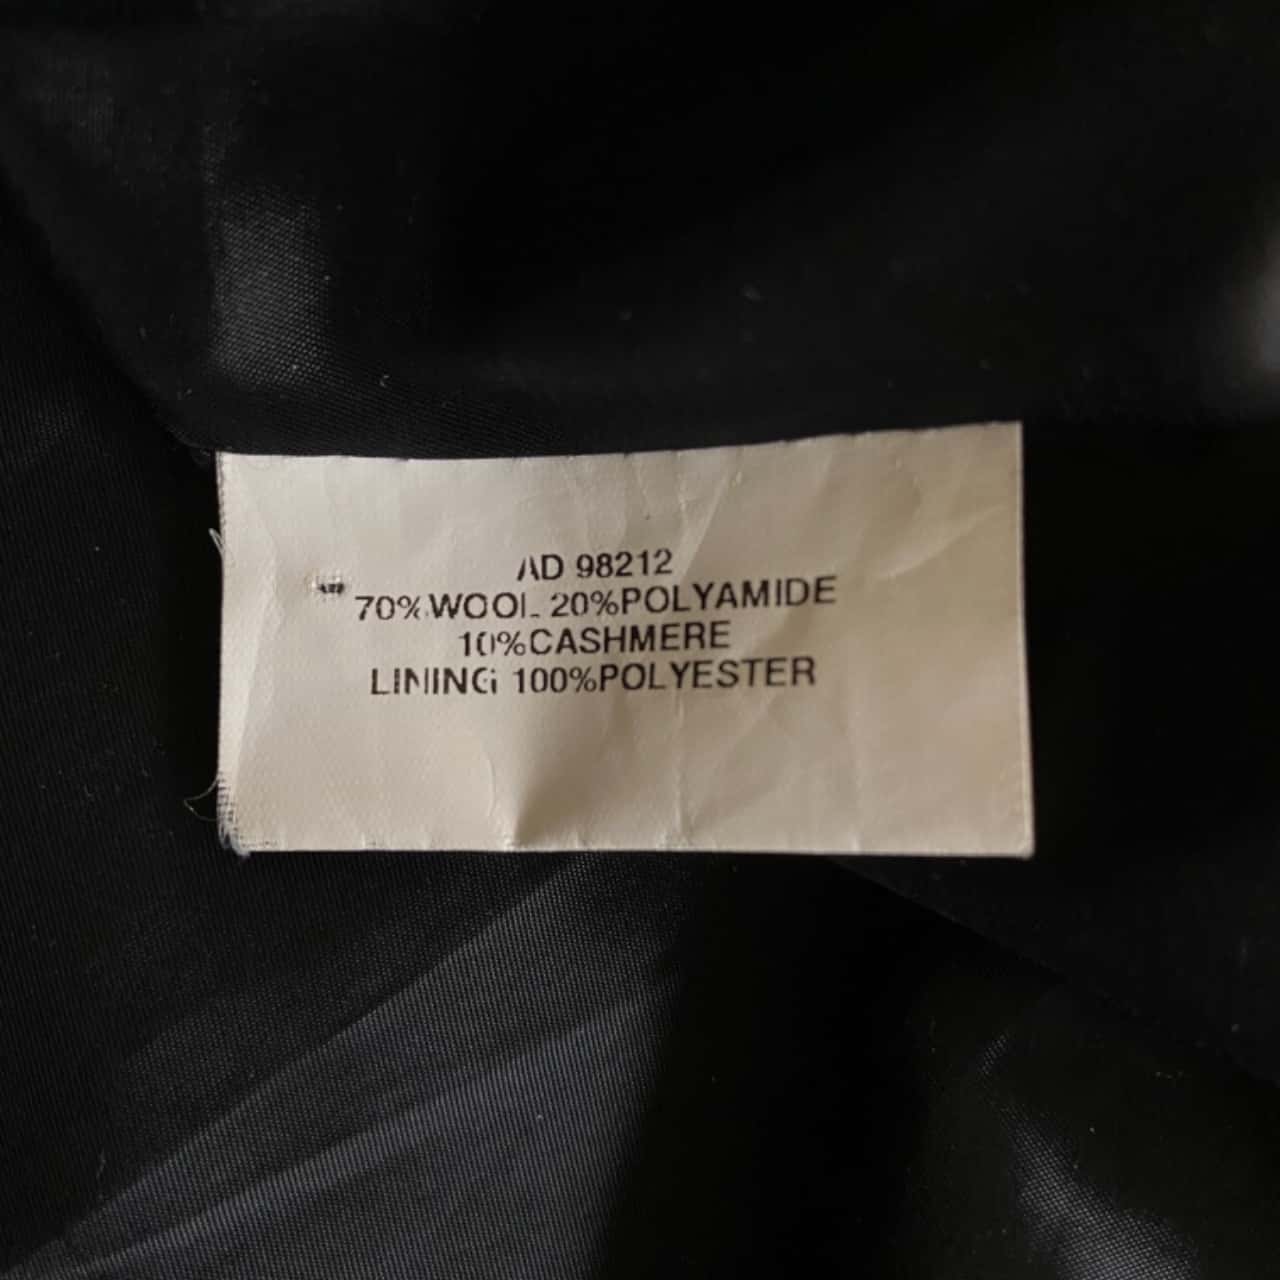 AD 98212
70%WOOL 20%POLYAMIDE
10%CASHMERE
LINING 100%POLYESTER